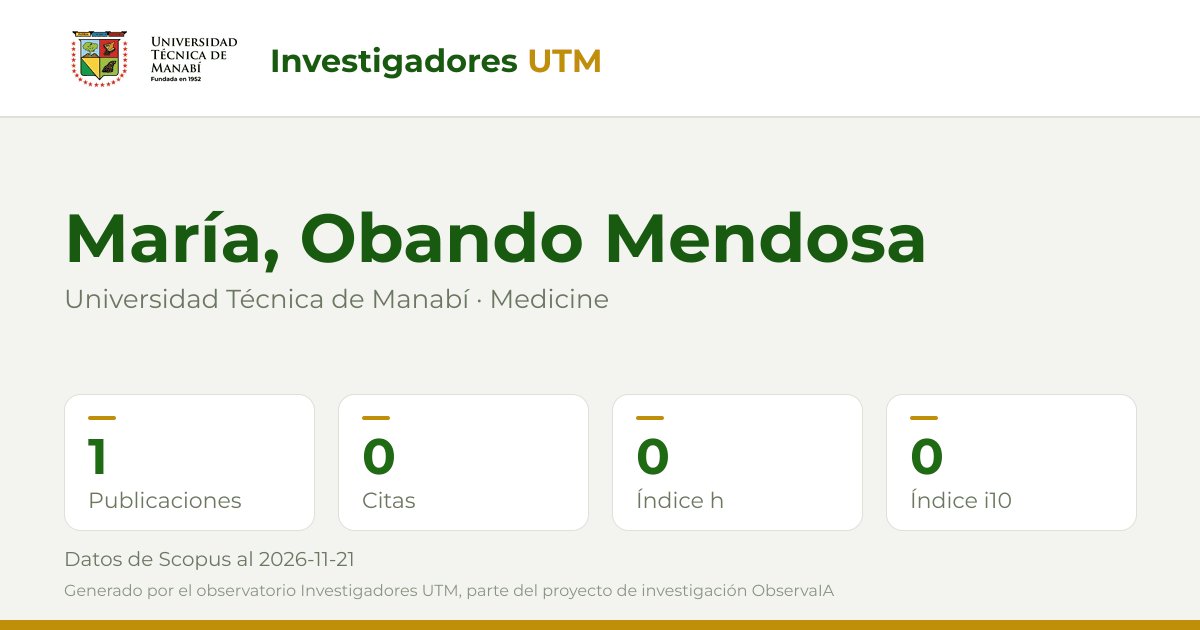 UNIVERSIDAD
TÉCNICA DE
MANABÍ
Fundada en 1952
Investigadores UTM
María, Obando Mendosa
Universidad Técnica de Manabí · Medicine
1
Publicaciones
0
Citas
0
Índice h
0
Índice i10
Datos de Scopus al 2026-11-21
Generado por el observatorio Investigadores UTM, parte del proyecto de investigación ObservaIA